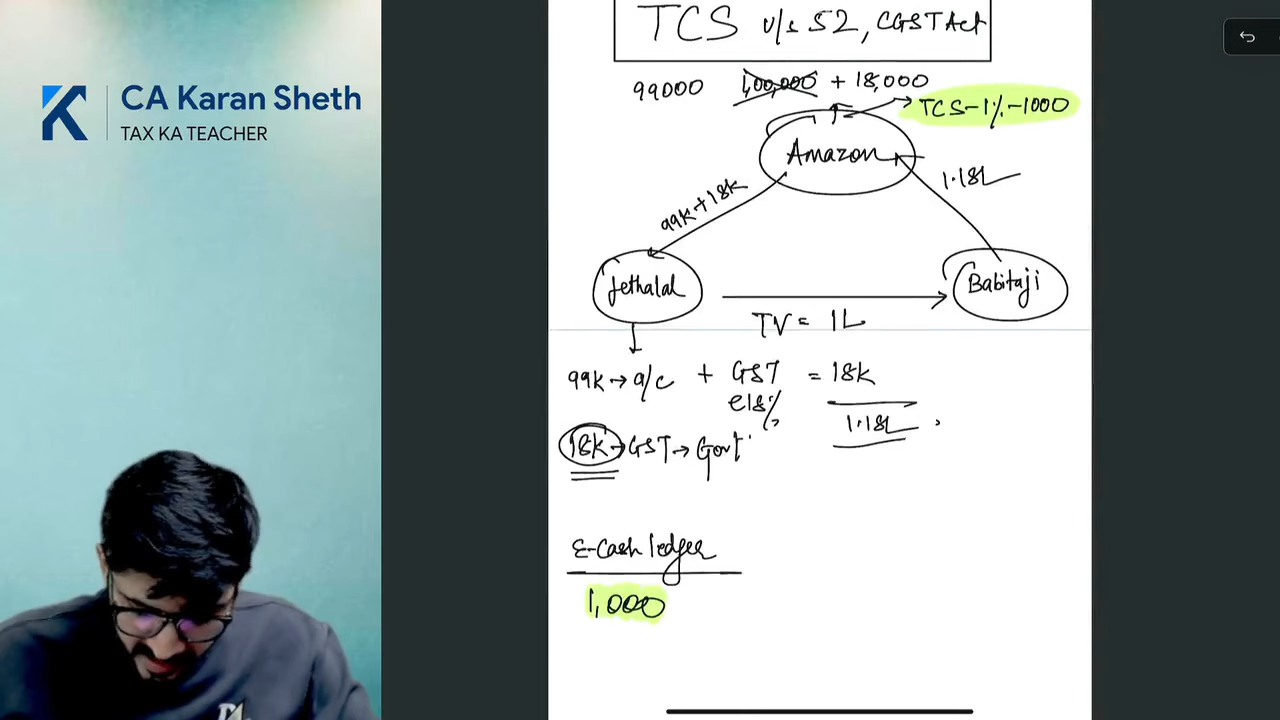 CA Karan Sheth
TAX KA TEACHER
TCS u/s 52, CGST Act
99000 1,00,000 + 18,000
TCS-1%-1000
Amazon
1.18L
99K+18K
Jethalal
Babitaji
TV = 1L
99K→a/c + GST = 18K
@18%
1.18L
18K→GST→Govt
E-Cash ledger
1,000